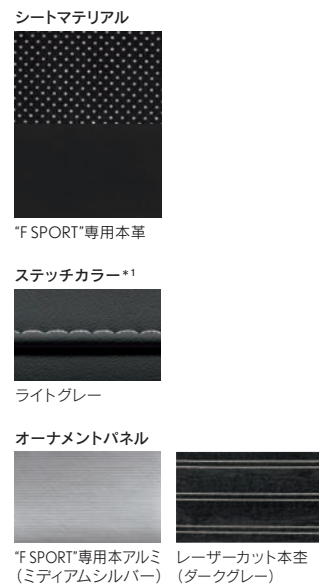 シートマテリアル
“F SPORT”専用本革
ステッチカラー*1
ライトグレー
オーナメントパネル
“F SPORT”専用本アルミ
（ミディアムシルバー）
レーザーカット本杢
（ダークグレー）